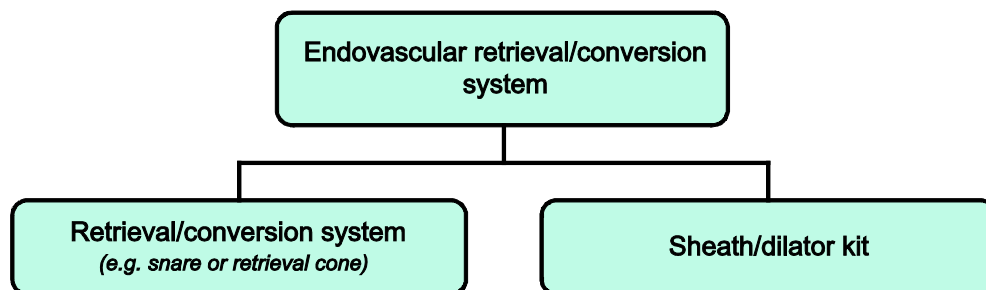 Endovascular retrieval/conversion
system
Retrieval/conversion system
(e.g. snare or retrieval cone)
Sheath/dilator kit